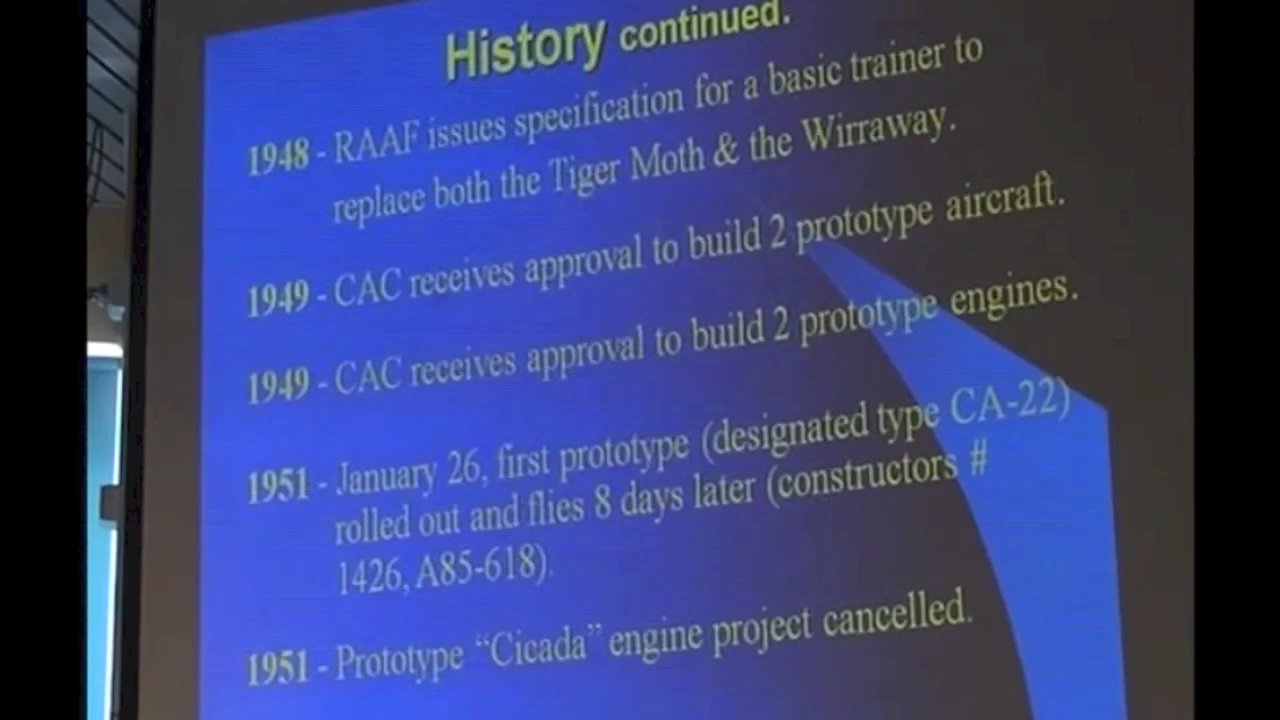 History continued.
1948 - RAAF issues specification for a basic trainer to
replace both the Tiger Moth & the Wirraway.
1949 - CAC receives approval to build 2 prototype aircraft.
1949 - CAC receives approval to build 2 prototype engines.
1951 - January 26, first prototype (designated type CA-22)
rolled out and flies 8 days later (constructors #
1426, A85-618).
1951 - Prototype “Cicada” engine project cancelled.